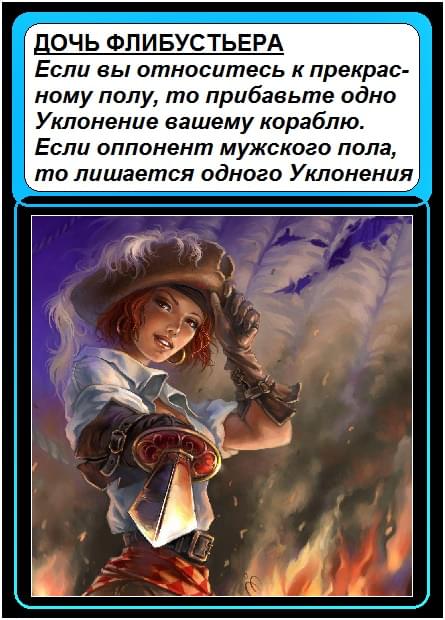 ДОЧЬ ФЛИБУСТЬЕРА
Если вы относитесь к прекрас-
ному полу, то прибавьте одно
Уклонение вашему кораблю.
Если оппонент мужского пола,
то лишается одного Уклонения